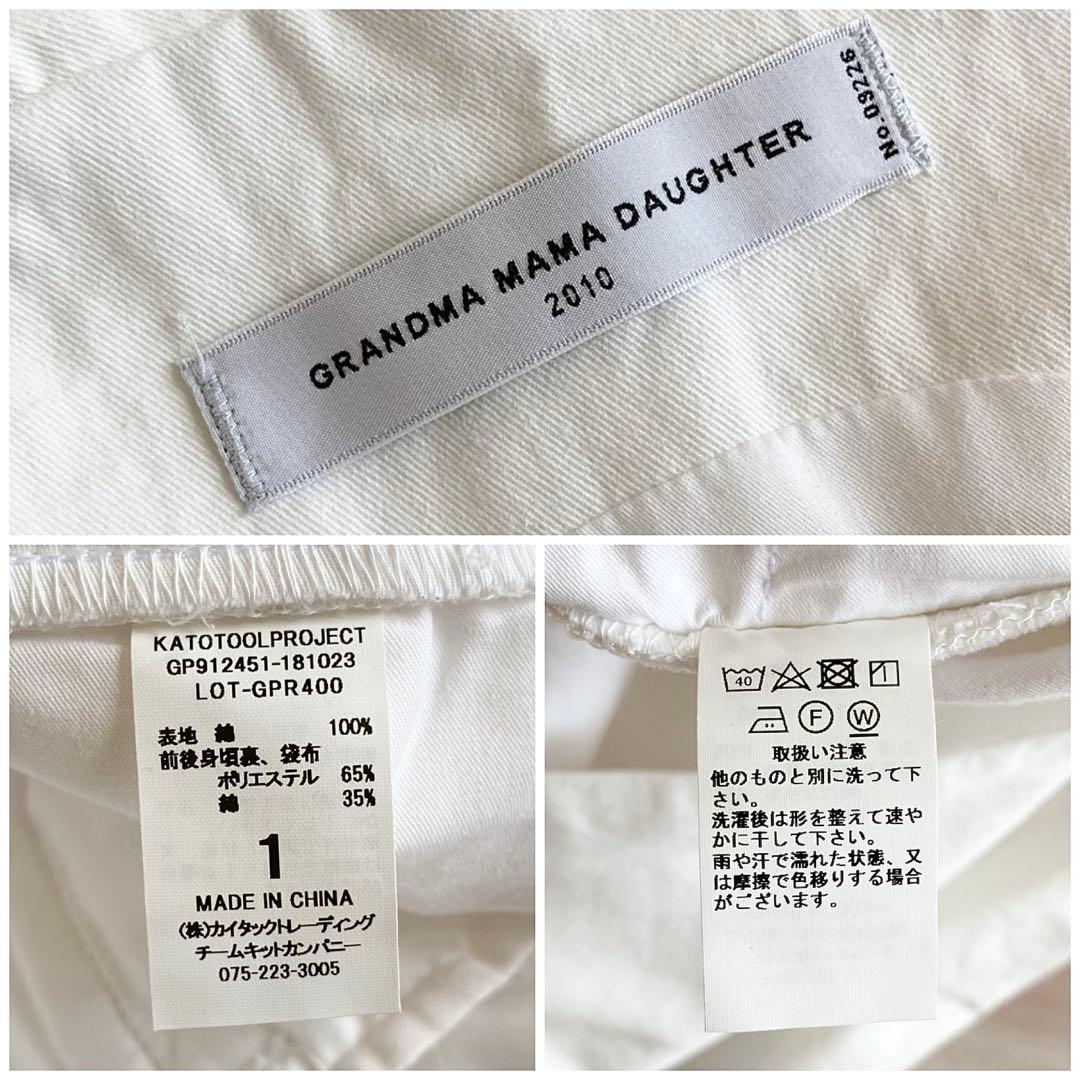 GRANDMA MAMA DAUGHTER
2010
No.09226
KATOTOOLPROJECT
GP912451-181023
LOT-GPR400
表地 綿 100%
前後身頃裏、袋布
ポリエステル 65%
綿 35%
1
MADE IN CHINA
(株)カイタックトレーディング
チームキットカンパニー
075-223-3005
40
F W
取扱い注意
他のものと別に洗って下
さい。
洗濯後は形を整えて速や
かに干して下さい。
雨や汗で濡れた状態、又
は摩擦で色移りする場合
がございます。